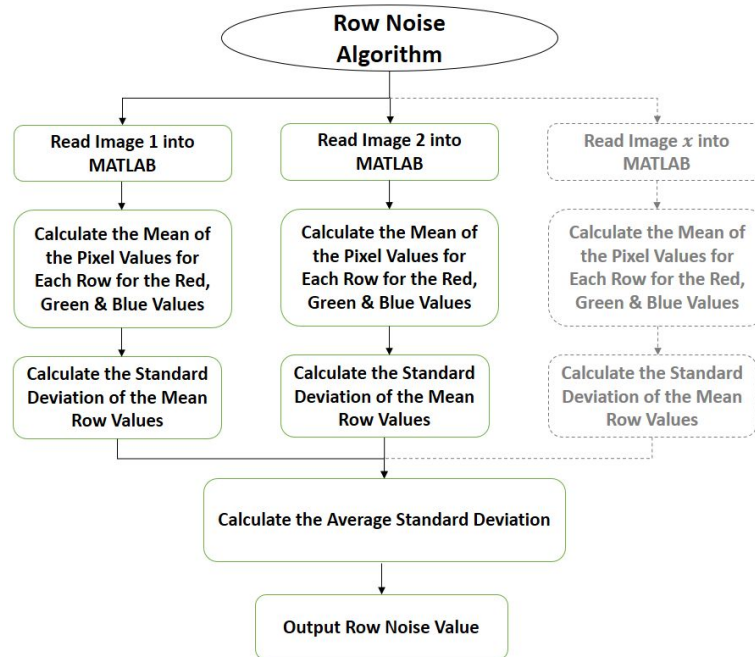 Row Noise
Algorithm
Read Image 1 into
MATLAB
Read Image 2 into
MATLAB
Read Image x into
MATLAB
Calculate the Mean of
the Pixel Values for
Each Row for the Red,
Green & Blue Values
Calculate the Mean of
the Pixel Values for
Each Row for the Red,
Green & Blue Values
Calculate the Mean of
the Pixel Values for
Each Row for the Red,
Green & Blue Values
Calculate the Standard
Deviation of the Mean
Row Values
Calculate the Standard
Deviation of the Mean
Row Values
Calculate the Standard
Deviation of the Mean
Row Values
Calculate the Average Standard Deviation
Output Row Noise Value